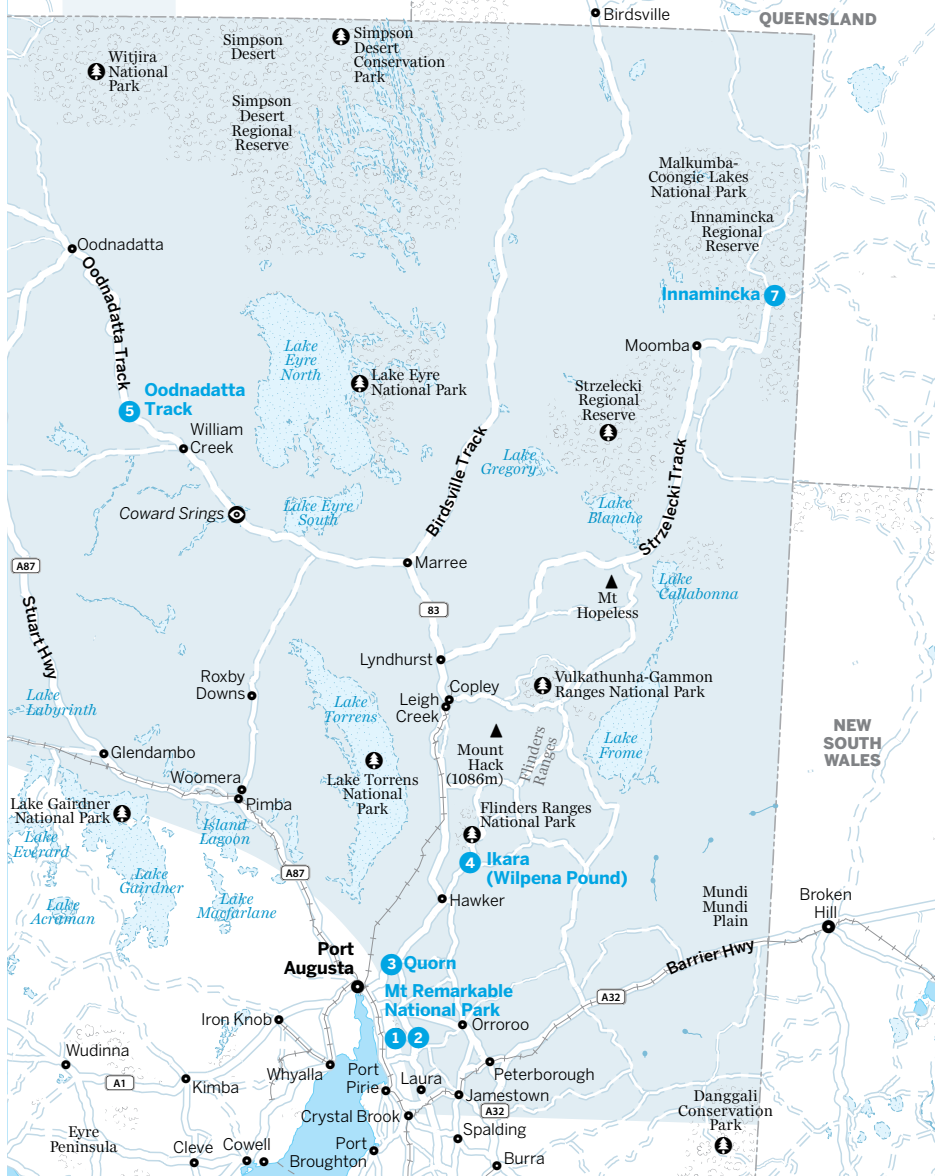 Birdsville
QUEENSLAND
Witjira
National
Park
Simpson
Desert
Simpson
Desert
Conservation
Park
Simpson
Desert
Regional
Reserve
Malkumba-
Coongie Lakes
National Park
Innamincka
Regional
Reserve
Oodnadatta
Oodnadatta Track
Innamincka 7
Moomba
Lake
Eyre
North
Lake Eyre
National Park
Strzelecki
Regional
Reserve
5 Oodnadatta
Track
William
Creek
Birdsville Track
Lake
Gregory
Strzelecki Track
Coward Srings
Lake Eyre
South
Lake
Blanche
Marree
A87
Mt
Hopeless
Lake
Callabonna
83
Stuart Hwy
Lyndhurst
Roxby
Downs
Copley
Leigh
Creek
Vulkathunha-Gammon
Ranges National Park
Lake
Labyrinth
Lake
Torrens
Mount
Hack
(1086m)
Flinders
Ranges
Lake
Frome
NEW
SOUTH
WALES
Glendambo
Woomera
Pimba
Lake Torrens
National
Park
Lake Gairdner
National Park
Flinders Ranges
National Park
Island
Lagoon
Lake
Everard
4 Ikara
(Wilpena Pound)
A87
Lake
Gairdner
Lake
Acraman
Lake
Macfarlane
Hawker
Mundi
Mundi
Plain
Broken
Hill
Port
Augusta
3 Quorn
Barrier Hwy
Mt Remarkable
National Park
1 2
A32
Iron Knob
Orroroo
Wudinna
Whyalla
Peterborough
A1
Kimba
Port
Pirie
Laura
Jamestown
Crystal Brook
A32
Danggali
Conservation
Park
Eyre
Peninsula
Cleve
Cowell
Port
Broughton
Spalding
Burra